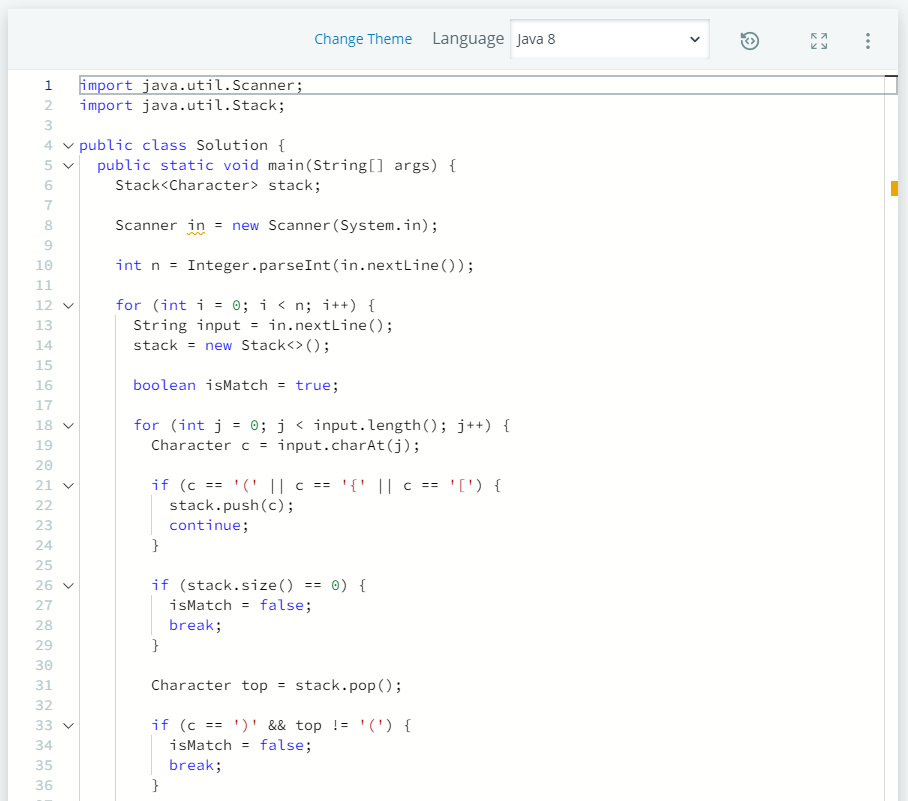 Change Theme Language Java 8
1 import java.util.Scanner;
2 import java.util.Stack;
3
4 public class Solution {
5 public static void main(String[] args) {
6 Stack<Character> stack;
7
8 Scanner in = new Scanner(System.in);
9
10 int n = Integer.parseInt(in.nextLine());
11
12 for (int i = 0; i < n; i++) {
13 String input = in.nextLine();
14 stack = new Stack<>();
15
16 boolean isMatch = true;
17
18 for (int j = 0; j < input.length(); j++) {
19 Character c = input.charAt(j);
20
21 if (c == '(' || c == '{' || c == '[') {
22 stack.push(c);
23 continue;
24 }
25
26 if (stack.size() == 0) {
27 isMatch = false;
28 break;
29 }
30
31 Character top = stack.pop();
32
33 if (c == ')' && top != '(') {
34 isMatch = false;
35 break;
36 }